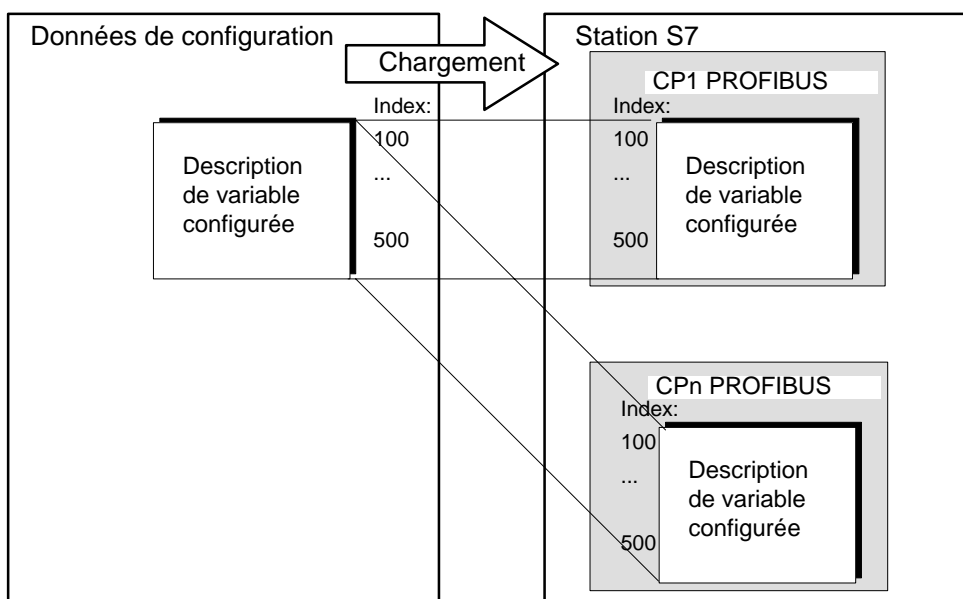 Données de configuration
Chargement
Index:
100
...
500
Description
de variable
configurée
Station S7
CP1 PROFIBUS
Index:
100
...
500
Description
de variable
configurée
CPn PROFIBUS
Index:
100
...
500
Description
de variable
configurée